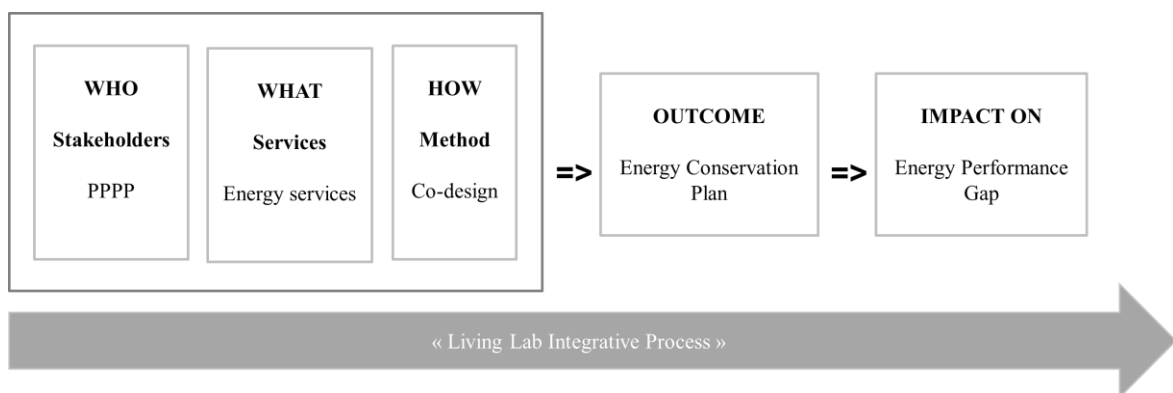 WHO
Stakeholders
PPPP
WHAT
Services
Energy services
HOW
Method
Co-design
=>
OUTCOME
Energy Conservation
Plan
=>
IMPACT ON
Energy Performance
Gap
« Living Lab Integrative Process »